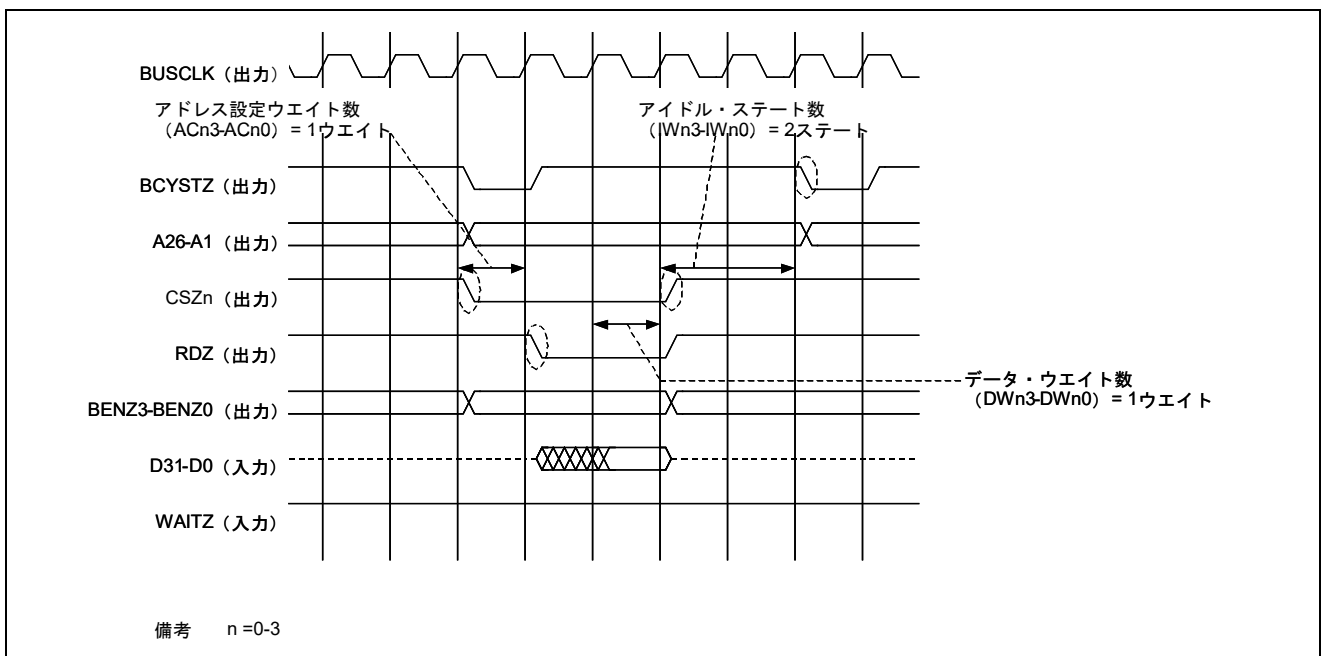 BUSCLK（出力）
アドレス設定ウエイト数
（ACn3-ACn0）= 1ウエイト
アイドル・ステート数
（IWn3-IWn0）= 2ステート
BCYSTZ（出力）
A26-A1（出力）
CSZn（出力）
RDZ（出力）
データ・ウエイト数
（DWn3-DWn0）= 1ウエイト
BENZ3-BENZ0（出力）
D31-D0（入力）
WAITZ（入力）
備考 n =0-3